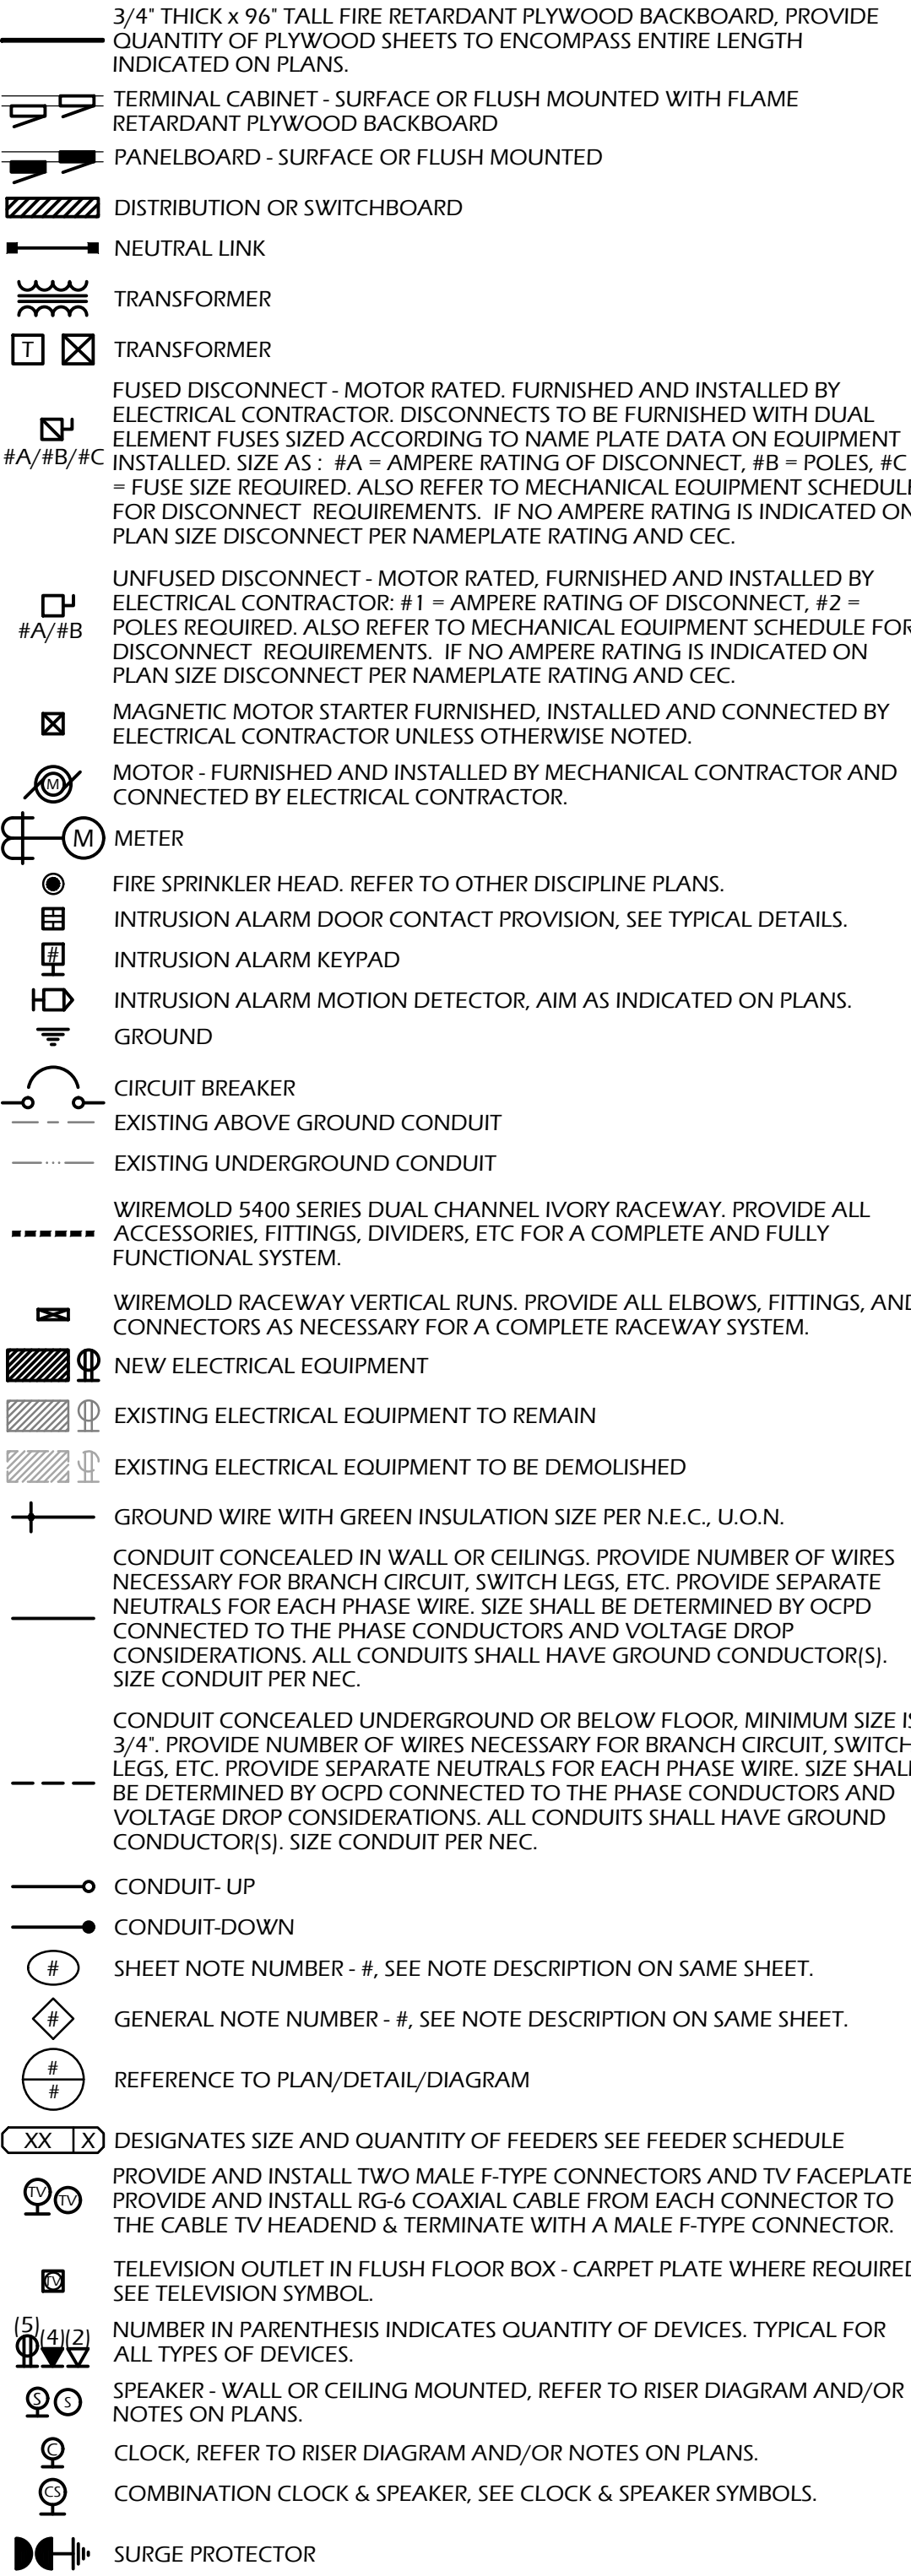 3/4" THICK x 96" TALL FIRE RETARDANT PLYWOOD BACKBOARD, PROVIDE
QUANTITY OF PLYWOOD SHEETS TO ENCOMPASS ENTIRE LENGTH
INDICATED ON PLANS.
TERMINAL CABINET - SURFACE OR FLUSH MOUNTED WITH FLAME
RETARDANT PLYWOOD BACKBOARD
PANELBOARD - SURFACE OR FLUSH MOUNTED
DISTRIBUTION OR SWITCHBOARD
NEUTRAL LINK
TRANSFORMER
T TRANSFORMER
FUSED DISCONNECT - MOTOR RATED. FURNISHED AND INSTALLED BY
ELECTRICAL CONTRACTOR. DISCONNECTS TO BE FURNISHED WITH DUAL
ELEMENT FUSES SIZED ACCORDING TO NAME PLATE DATA ON EQUIPMENT
#A/#B/#C INSTALLED. SIZE AS : #A = AMPERE RATING OF DISCONNECT, #B = POLES, #C
= FUSE SIZE REQUIRED. ALSO REFER TO MECHANICAL EQUIPMENT SCHEDULE
FOR DISCONNECT REQUIREMENTS. IF NO AMPERE RATING IS INDICATED ON
PLAN SIZE DISCONNECT PER NAMEPLATE RATING AND CEC.
UNFUSED DISCONNECT - MOTOR RATED, FURNISHED AND INSTALLED BY
ELECTRICAL CONTRACTOR: #1 = AMPERE RATING OF DISCONNECT, #2 =
#A/#B POLES REQUIRED. ALSO REFER TO MECHANICAL EQUIPMENT SCHEDULE FOR
DISCONNECT REQUIREMENTS. IF NO AMPERE RATING IS INDICATED ON
PLAN SIZE DISCONNECT PER NAMEPLATE RATING AND CEC.
MAGNETIC MOTOR STARTER FURNISHED, INSTALLED AND CONNECTED BY
ELECTRICAL CONTRACTOR UNLESS OTHERWISE NOTED.
M MOTOR - FURNISHED AND INSTALLED BY MECHANICAL CONTRACTOR AND
CONNECTED BY ELECTRICAL CONTRACTOR.
M METER
FIRE SPRINKLER HEAD. REFER TO OTHER DISCIPLINE PLANS.
INTRUSION ALARM DOOR CONTACT PROVISION, SEE TYPICAL DETAILS.
# INTRUSION ALARM KEYPAD
INTRUSION ALARM MOTION DETECTOR, AIM AS INDICATED ON PLANS.
GROUND
CIRCUIT BREAKER
EXISTING ABOVE GROUND CONDUIT
EXISTING UNDERGROUND CONDUIT
WIREMOLD 5400 SERIES DUAL CHANNEL IVORY RACEWAY. PROVIDE ALL
ACCESSORIES, FITTINGS, DIVIDERS, ETC FOR A COMPLETE AND FULLY
FUNCTIONAL SYSTEM.
WIREMOLD RACEWAY VERTICAL RUNS. PROVIDE ALL ELBOWS, FITTINGS, AND
CONNECTORS AS NECESSARY FOR A COMPLETE RACEWAY SYSTEM.
NEW ELECTRICAL EQUIPMENT
EXISTING ELECTRICAL EQUIPMENT TO REMAIN
EXISTING ELECTRICAL EQUIPMENT TO BE DEMOLISHED
GROUND WIRE WITH GREEN INSULATION SIZE PER N.E.C., U.O.N.
CONDUIT CONCEALED IN WALL OR CEILINGS. PROVIDE NUMBER OF WIRES
NECESSARY FOR BRANCH CIRCUIT, SWITCH LEGS, ETC. PROVIDE SEPARATE
NEUTRALS FOR EACH PHASE WIRE. SIZE SHALL BE DETERMINED BY OCPD
CONNECTED TO THE PHASE CONDUCTORS AND VOLTAGE DROP
CONSIDERATIONS. ALL CONDUITS SHALL HAVE GROUND CONDUCTOR(S).
SIZE CONDUIT PER NEC.
CONDUIT CONCEALED UNDERGROUND OR BELOW FLOOR, MINIMUM SIZE IS
3/4". PROVIDE NUMBER OF WIRES NECESSARY FOR BRANCH CIRCUIT, SWITCH
LEGS, ETC. PROVIDE SEPARATE NEUTRALS FOR EACH PHASE WIRE. SIZE SHALL
BE DETERMINED BY OCPD CONNECTED TO THE PHASE CONDUCTORS AND
VOLTAGE DROP CONSIDERATIONS. ALL CONDUITS SHALL HAVE GROUND
CONDUCTOR(S). SIZE CONDUIT PER NEC.
CONDUIT- UP
CONDUIT-DOWN
# SHEET NOTE NUMBER - #, SEE NOTE DESCRIPTION ON SAME SHEET.
# GENERAL NOTE NUMBER - #, SEE NOTE DESCRIPTION ON SAME SHEET.
#
# REFERENCE TO PLAN/DETAIL/DIAGRAM
XX X DESIGNATES SIZE AND QUANTITY OF FEEDERS SEE FEEDER SCHEDULE
PROVIDE AND INSTALL TWO MALE F-TYPE CONNECTORS AND TV FACEPLATE
TV TV PROVIDE AND INSTALL RG-6 COAXIAL CABLE FROM EACH CONNECTOR TO
THE CABLE TV HEADEND & TERMINATE WITH A MALE F-TYPE CONNECTOR.
TV TELEVISION OUTLET IN FLUSH FLOOR BOX - CARPET PLATE WHERE REQUIRED
SEE TELEVISION SYMBOL.
(5) (4) (2) NUMBER IN PARENTHESIS INDICATES QUANTITY OF DEVICES. TYPICAL FOR
ALL TYPES OF DEVICES.
S S SPEAKER - WALL OR CEILING MOUNTED, REFER TO RISER DIAGRAM AND/OR
NOTES ON PLANS.
C CLOCK, REFER TO RISER DIAGRAM AND/OR NOTES ON PLANS.
CS COMBINATION CLOCK & SPEAKER, SEE CLOCK & SPEAKER SYMBOLS.
SURGE PROTECTOR